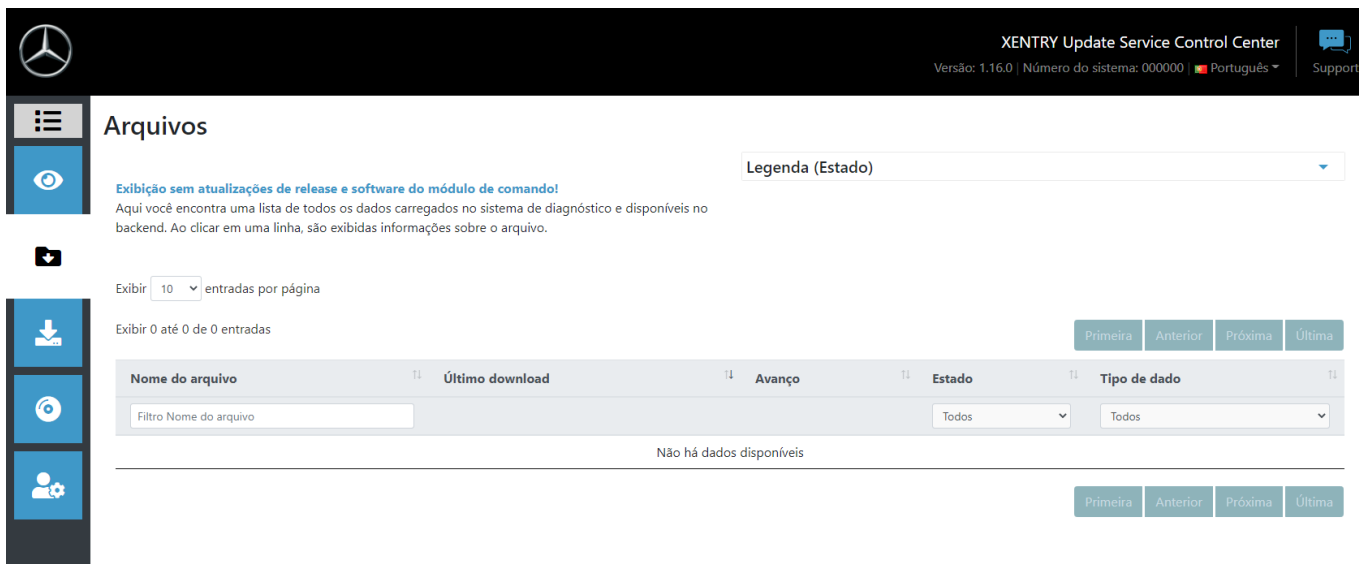 XENTRY Update Service Control Center
Versão: 1.16.0 | Número do sistema: 000000 | Português
Support
Arquivos
Legenda (Estado)
Exibição sem atualizações de release e software do módulo de comando!
Aqui você encontra uma lista de todos os dados carregados no sistema de diagnóstico e disponíveis no
backend. Ao clicar em uma linha, são exibidas informações sobre o arquivo.
Exibir 10 entradas por página
Exibir 0 até 0 de 0 entradas
Primeira Anterior Próxima Última
Nome do arquivo Último download Avanço Estado Tipo de dado
Filtro Nome do arquivo Todos Todos
Não há dados disponíveis
Primeira Anterior Próxima Última